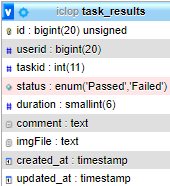 v iclop task_results
id : bigint(20) unsigned
userid : bigint(20)
taskid : int(11)
status : enum('Passed','Failed')
duration : smallint(6)
comment : text
imgFile : text
created_at : timestamp
updated_at : timestamp